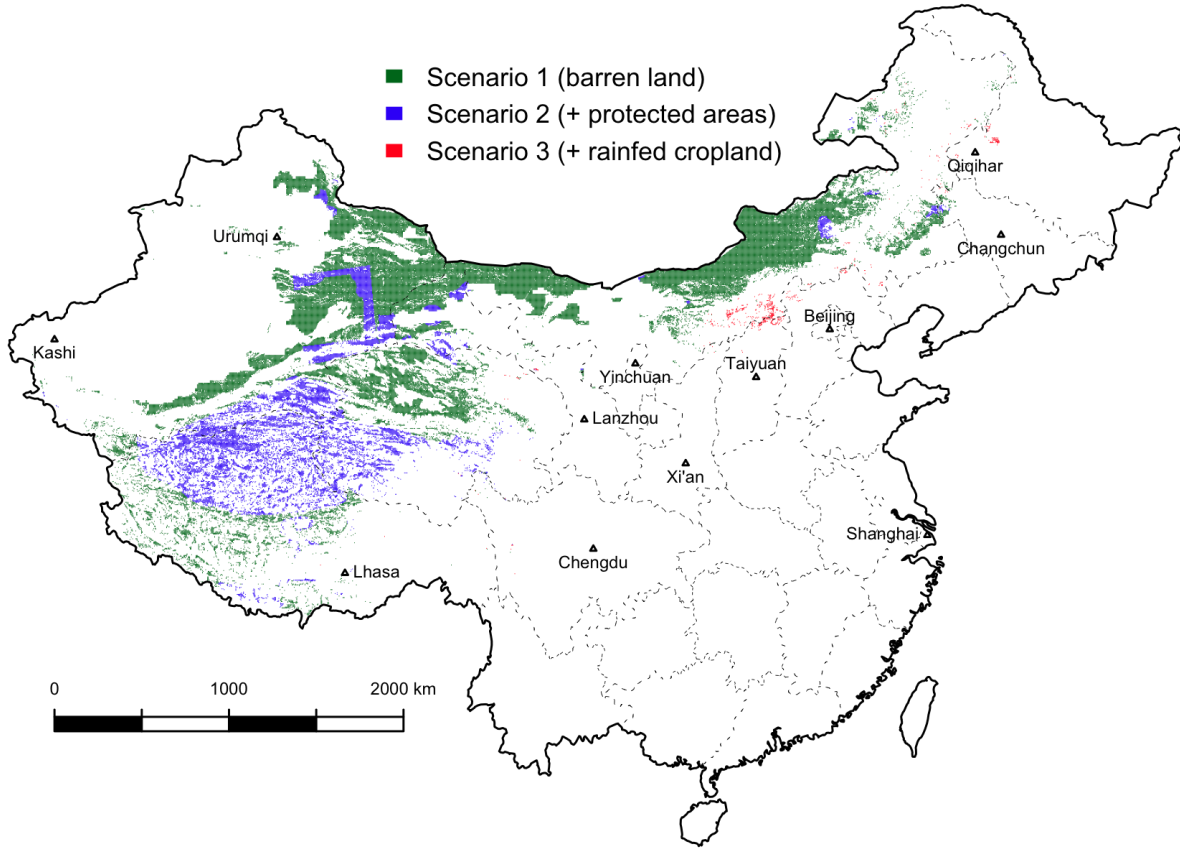 Scenario 1 (barren land)
Scenario 2 (+ protected areas)
Scenario 3 (+ rainfed cropland)
Qiqihar
Urumqi
Changchun
Beijing
Kashi
Yinchuan
Taiyuan
Lanzhou
Xi'an
Shanghai
Chengdu
Lhasa
0 1000 2000 km